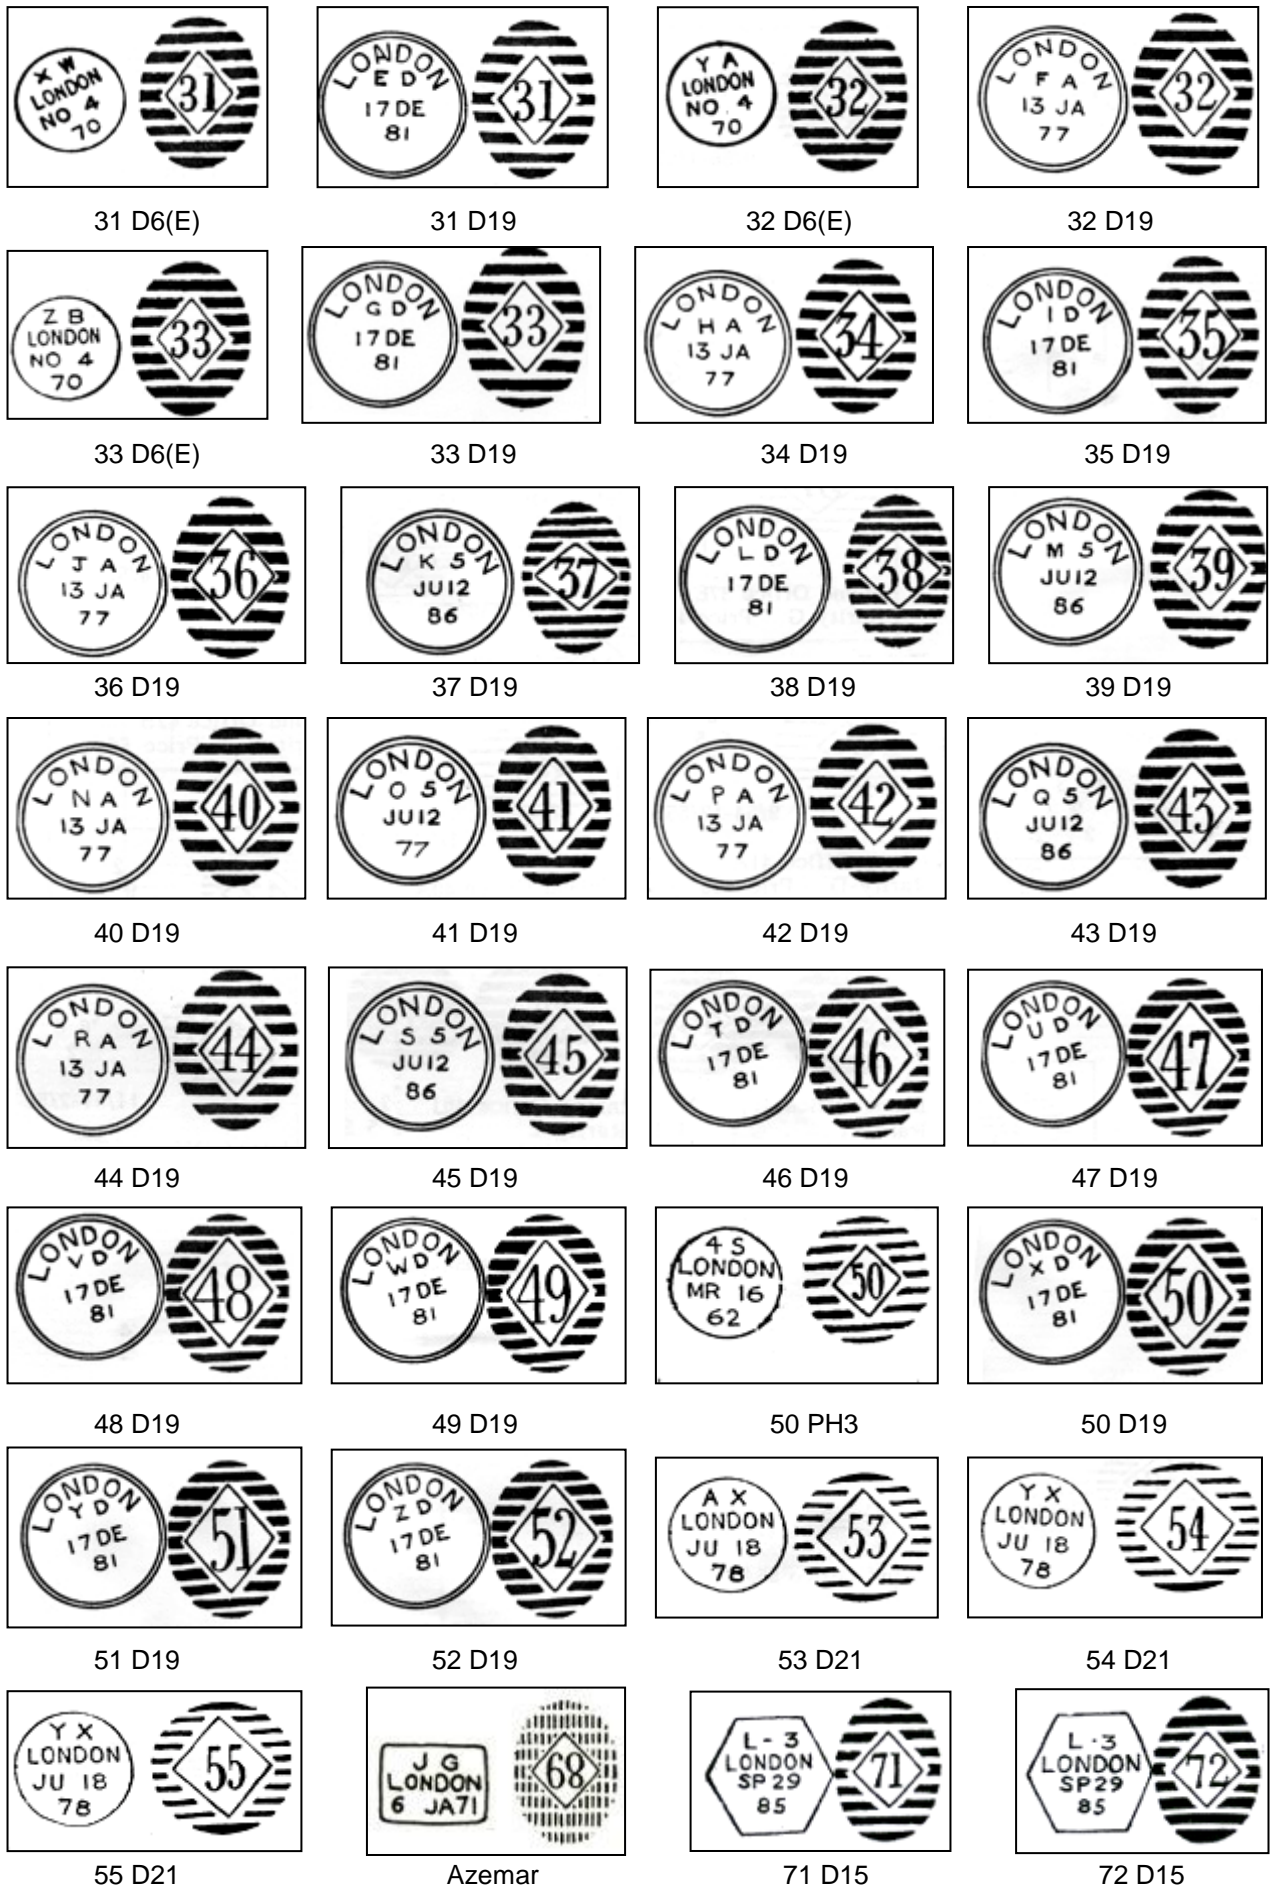 X W
LONDON
NO 4
70
31
LONDON
E D
17 DE
81
31
Y A
LONDON
NO 4
70
32
LONDON
F A
13 JA
77
32
31 D6(E)
31 D19
32 D6(E)
32 D19
Z B
LONDON
NO 4
70
33
LONDON
G D
17 DE
81
33
LONDON
H A
13 JA
77
34
LONDON
I D
17 DE
81
35
33 D6(E)
33 D19
34 D19
35 D19
LONDON
J A
13 JA
77
36
LONDON
K 5
JU12
86
37
LONDON
L D
17 DE
81
38
LONDON
M 5
JU12
86
39
36 D19
37 D19
38 D19
39 D19
LONDON
N A
13 JA
77
40
LONDON
O 5
JU12
77
41
LONDON
P A
13 JA
77
42
LONDON
Q 5
JU12
86
43
40 D19
41 D19
42 D19
43 D19
LONDON
R A
13 JA
77
44
LONDON
S 5
JU12
86
45
LONDON
T D
17 DE
81
46
LONDON
U D
17 DE
81
47
44 D19
45 D19
46 D19
47 D19
LONDON
V D
17 DE
81
48
LONDON
W D
17 DE
81
49
4 S
LONDON
MR 16
62
50
LONDON
X D
17 DE
81
50
48 D19
49 D19
50 PH3
50 D19
LONDON
Y D
17 DE
81
51
LONDON
Z D
17 DE
81
52
A X
LONDON
JU 18
78
53
Y X
LONDON
JU 18
78
54
51 D19
52 D19
53 D21
54 D21
Y X
LONDON
JU 18
78
55
J G
LONDON
6 JA71
68
L - 3
LONDON
SP 29
85
71
L · 3
LONDON
SP 29
85
72
55 D21
Azemar
71 D15
72 D15